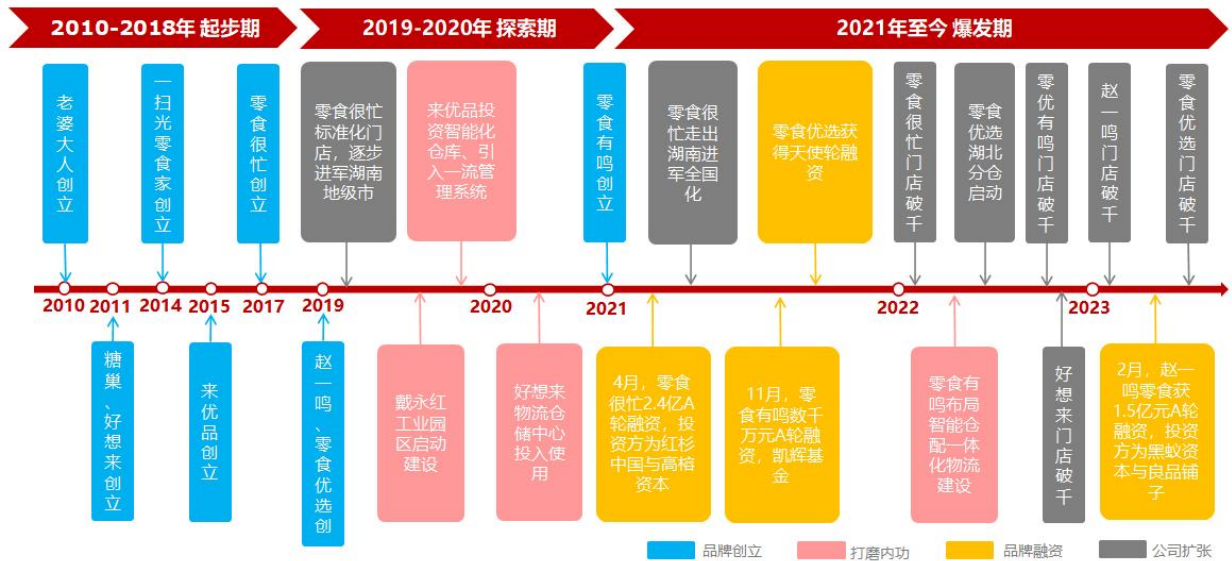 2010-2018年 起步期
2019-2020年 探索期
2021年至今 爆发期
老婆大人创立
一扫光零食家创立
零食很忙创立
零食很忙
标准化门
店，逐步
进军湖南
地级市
来优品投
资智能化
仓库、引
入一流管
理系统
零食有鸣创立
零食很
忙走出
湖南进
军全国
化
零食优选获
得天使轮融
资
零食很忙门店破千
零食
优选
湖北
分仓
启动
零优有鸣门店破千
赵一鸣门店破千
零食优选门店破千
2010
2011
2014
2015
2017
2019
2020
2021
2022
2023
糖巢、好想来创立
来优品创立
赵一鸣、零食优选创
戴永红
工业园
区启动
建设
好想来
物流仓
储中心
投入使
用
4月，零食
很忙2.4亿A
轮融资，投
资方为红杉
中国与高榕
资本
11月，零
食有鸣数千
万元A轮融
资，凯辉基
金
零食有
鸣布局
智能仓
配一体
化物流
建设
好想来门店破千
2月，赵一
鸣零食获
1.5亿元A轮
融资，投资
方为黑蚁资
本与良品铺
子
品牌创立
打磨内功
品牌融资
公司扩张